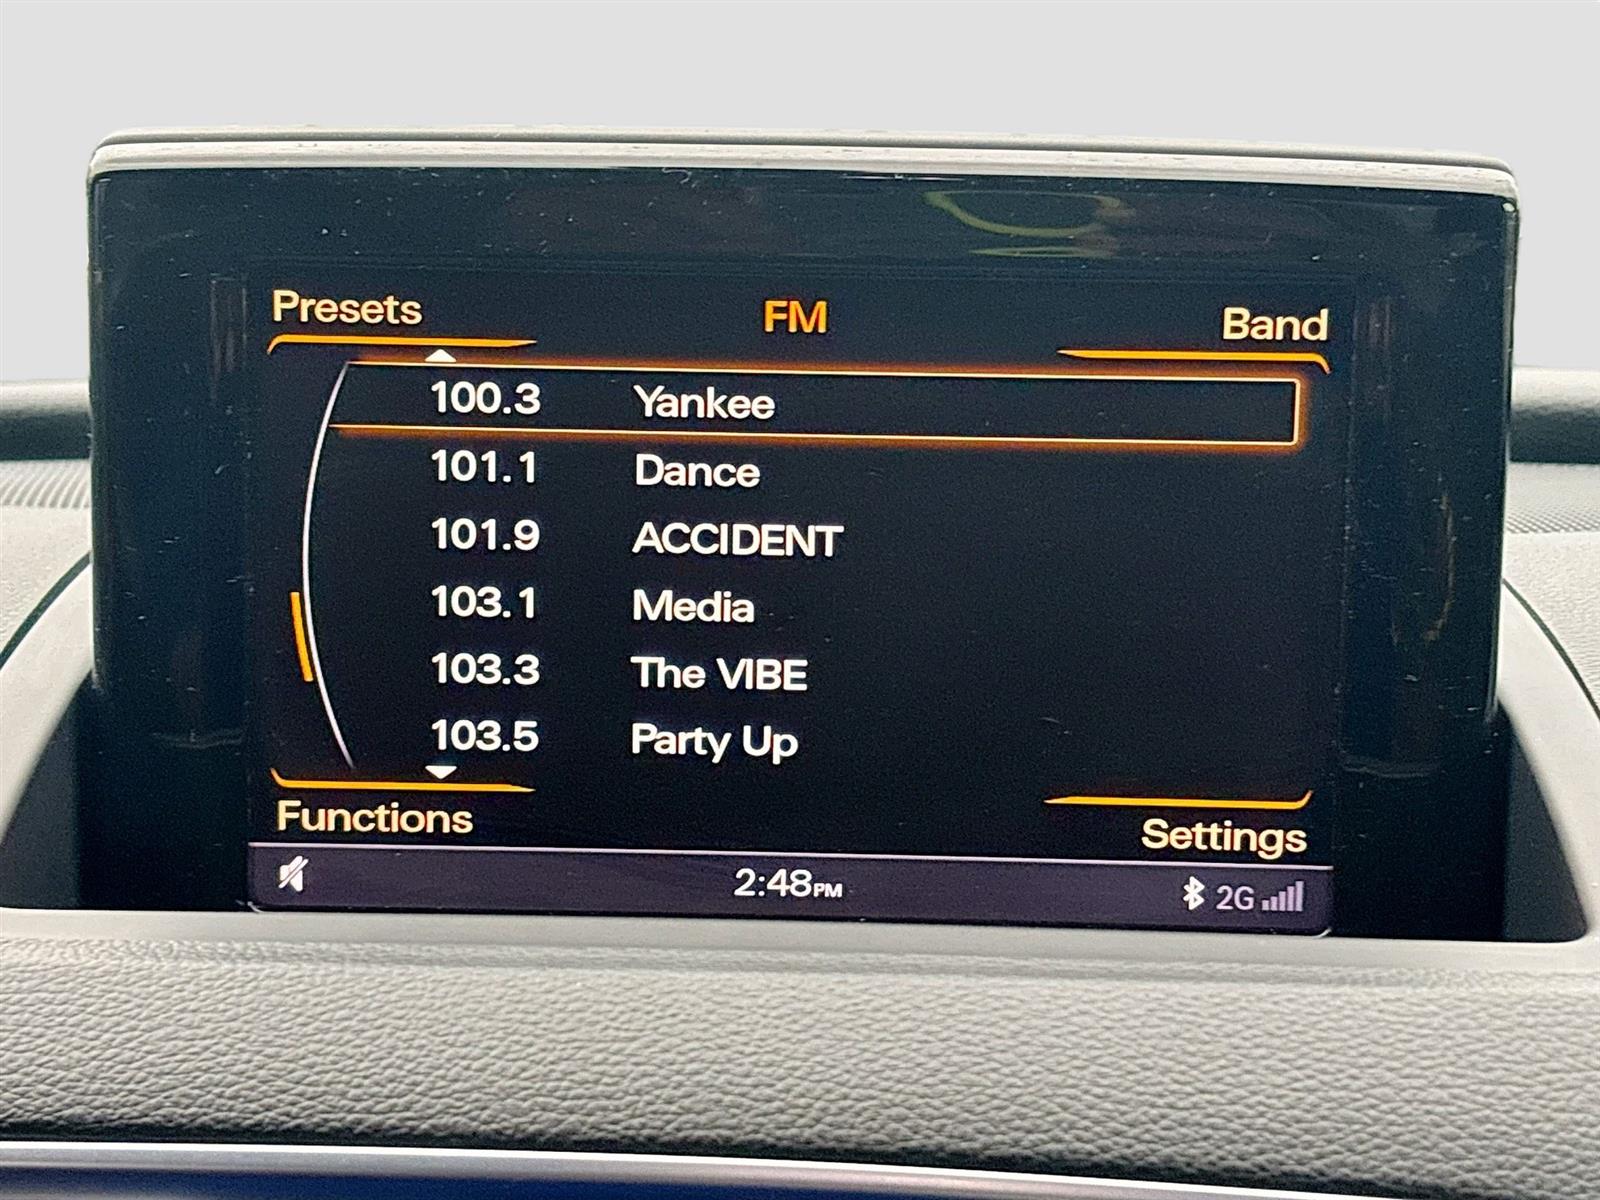 Presets FM Band
100.3 Yankee
101.1 Dance
101.9 ACCIDENT
103.1 Media
103.3 The VIBE
103.5 Party Up
Functions Settings
2:48PM 2G